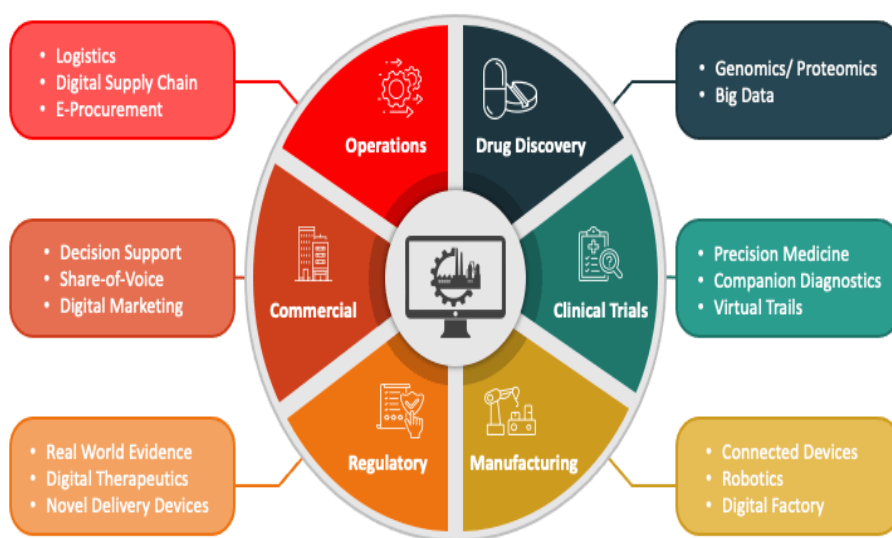 • Logistics
• Digital Supply Chain
• E-Procurement
Operations
Drug Discovery
• Genomics/ Proteomics
• Big Data
• Decision Support
• Share-of-Voice
• Digital Marketing
Commercial
Clinical Trials
• Precision Medicine
• Companion Diagnostics
• Virtual Trails
• Real World Evidence
• Digital Therapeutics
• Novel Delivery Devices
Regulatory
Manufacturing
• Connected Devices
• Robotics
• Digital Factory